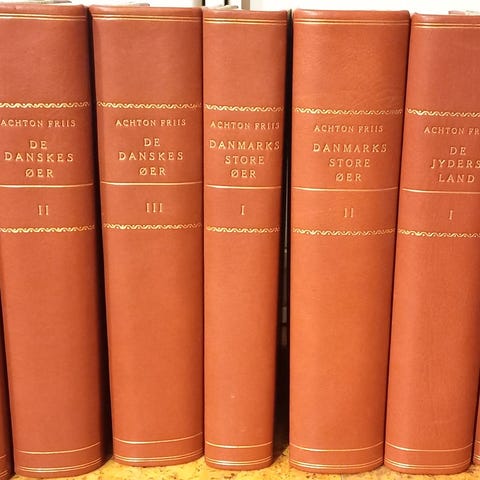 ACHTON FRIIS
DE
DANSKES
ØER
II
ACHTON FRIIS
DE
DANSKES
ØER
III
ACHTON FRIIS
DANMARKS
STORE
ØER
I
ACHTON FRIIS
DANMARKS
STORE
ØER
II
ACHTON FR
DE
JYDERS
LAND
I